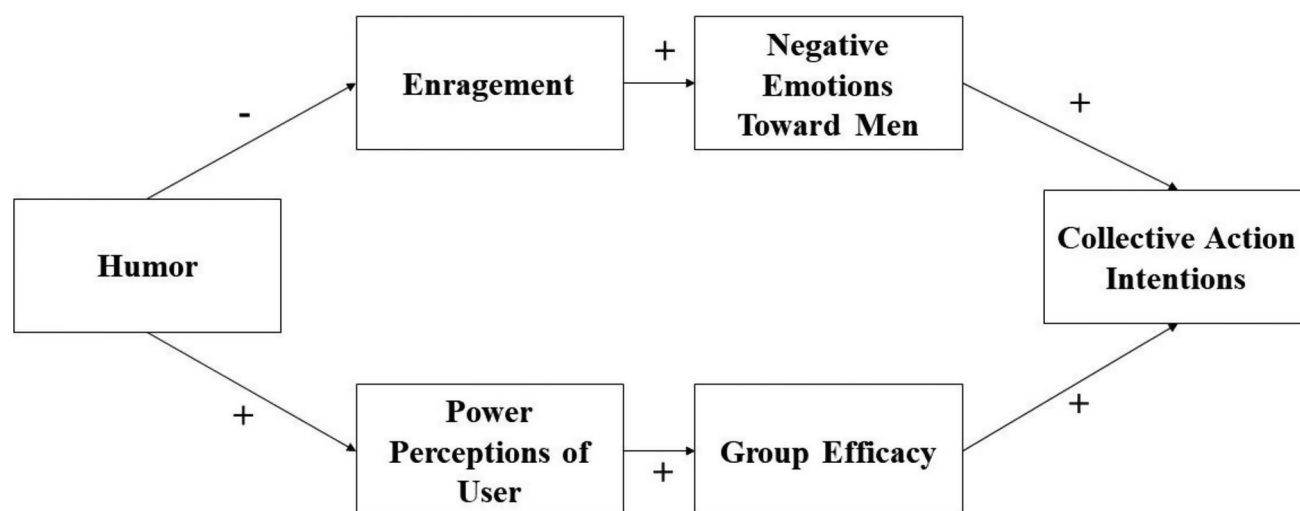 Enragement
+
Negative
Emotions
Toward Men
-
+
Humor
Collective Action
Intentions
+
Power
Perceptions of
User
+
Group Efficacy
+